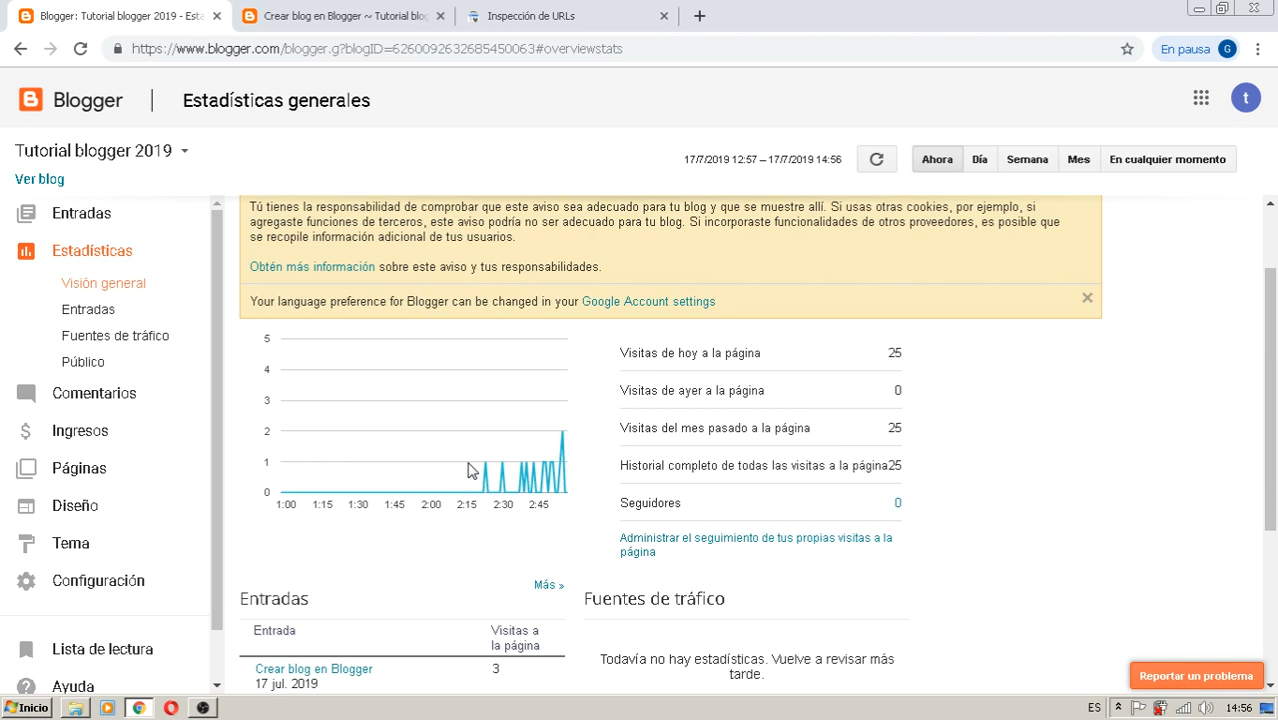 Blogger: Tutorial blogger 2019 - Esta
Crear blog en Blogger ~ Tutorial blog
Inspección de URLs
https://www.blogger.com/blogger.g?blogID=6260092632685450063#overviewstats
En pausa
G
Blogger
Estadísticas generales
t
Tutorial blogger 2019
17/7/2019 12:57 – 17/7/2019 14:56
Ahora
Día
Semana
Mes
En cualquier momento
Ver blog
Entradas
Estadísticas
Visión general
Entradas
Fuentes de tráfico
Público
Comentarios
Ingresos
Páginas
Diseño
Tema
Configuración
Lista de lectura
Ayuda
Tú tienes la responsabilidad de comprobar que este aviso sea adecuado para tu blog y que se muestre allí. Si usas otras cookies, por ejemplo, si
agregaste funciones de terceros, este aviso podría no ser adecuado para tu blog. Si incorporaste funcionalidades de otros proveedores, es posible que
se recopile información adicional de tus usuarios.
Obtén más información sobre este aviso y tus responsabilidades.
Your language preference for Blogger can be changed in your Google Account settings
5
4
3
2
1
0
1:00 1:15 1:30 1:45 2:00 2:15 2:30 2:45
Visitas de hoy a la página 25
Visitas de ayer a la página 0
Visitas del mes pasado a la página 25
Historial completo de todas las visitas a la página 25
Seguidores 0
Administrar el seguimiento de tus propias visitas a la
página
Más »
Entradas
Entrada
Visitas a
la página
Crear blog en Blogger 3
17 jul. 2019
Fuentes de tráfico
Todavía no hay estadísticas. Vuelve a revisar más
tarde.
Reportar un problema
Inicio
ES
14:56